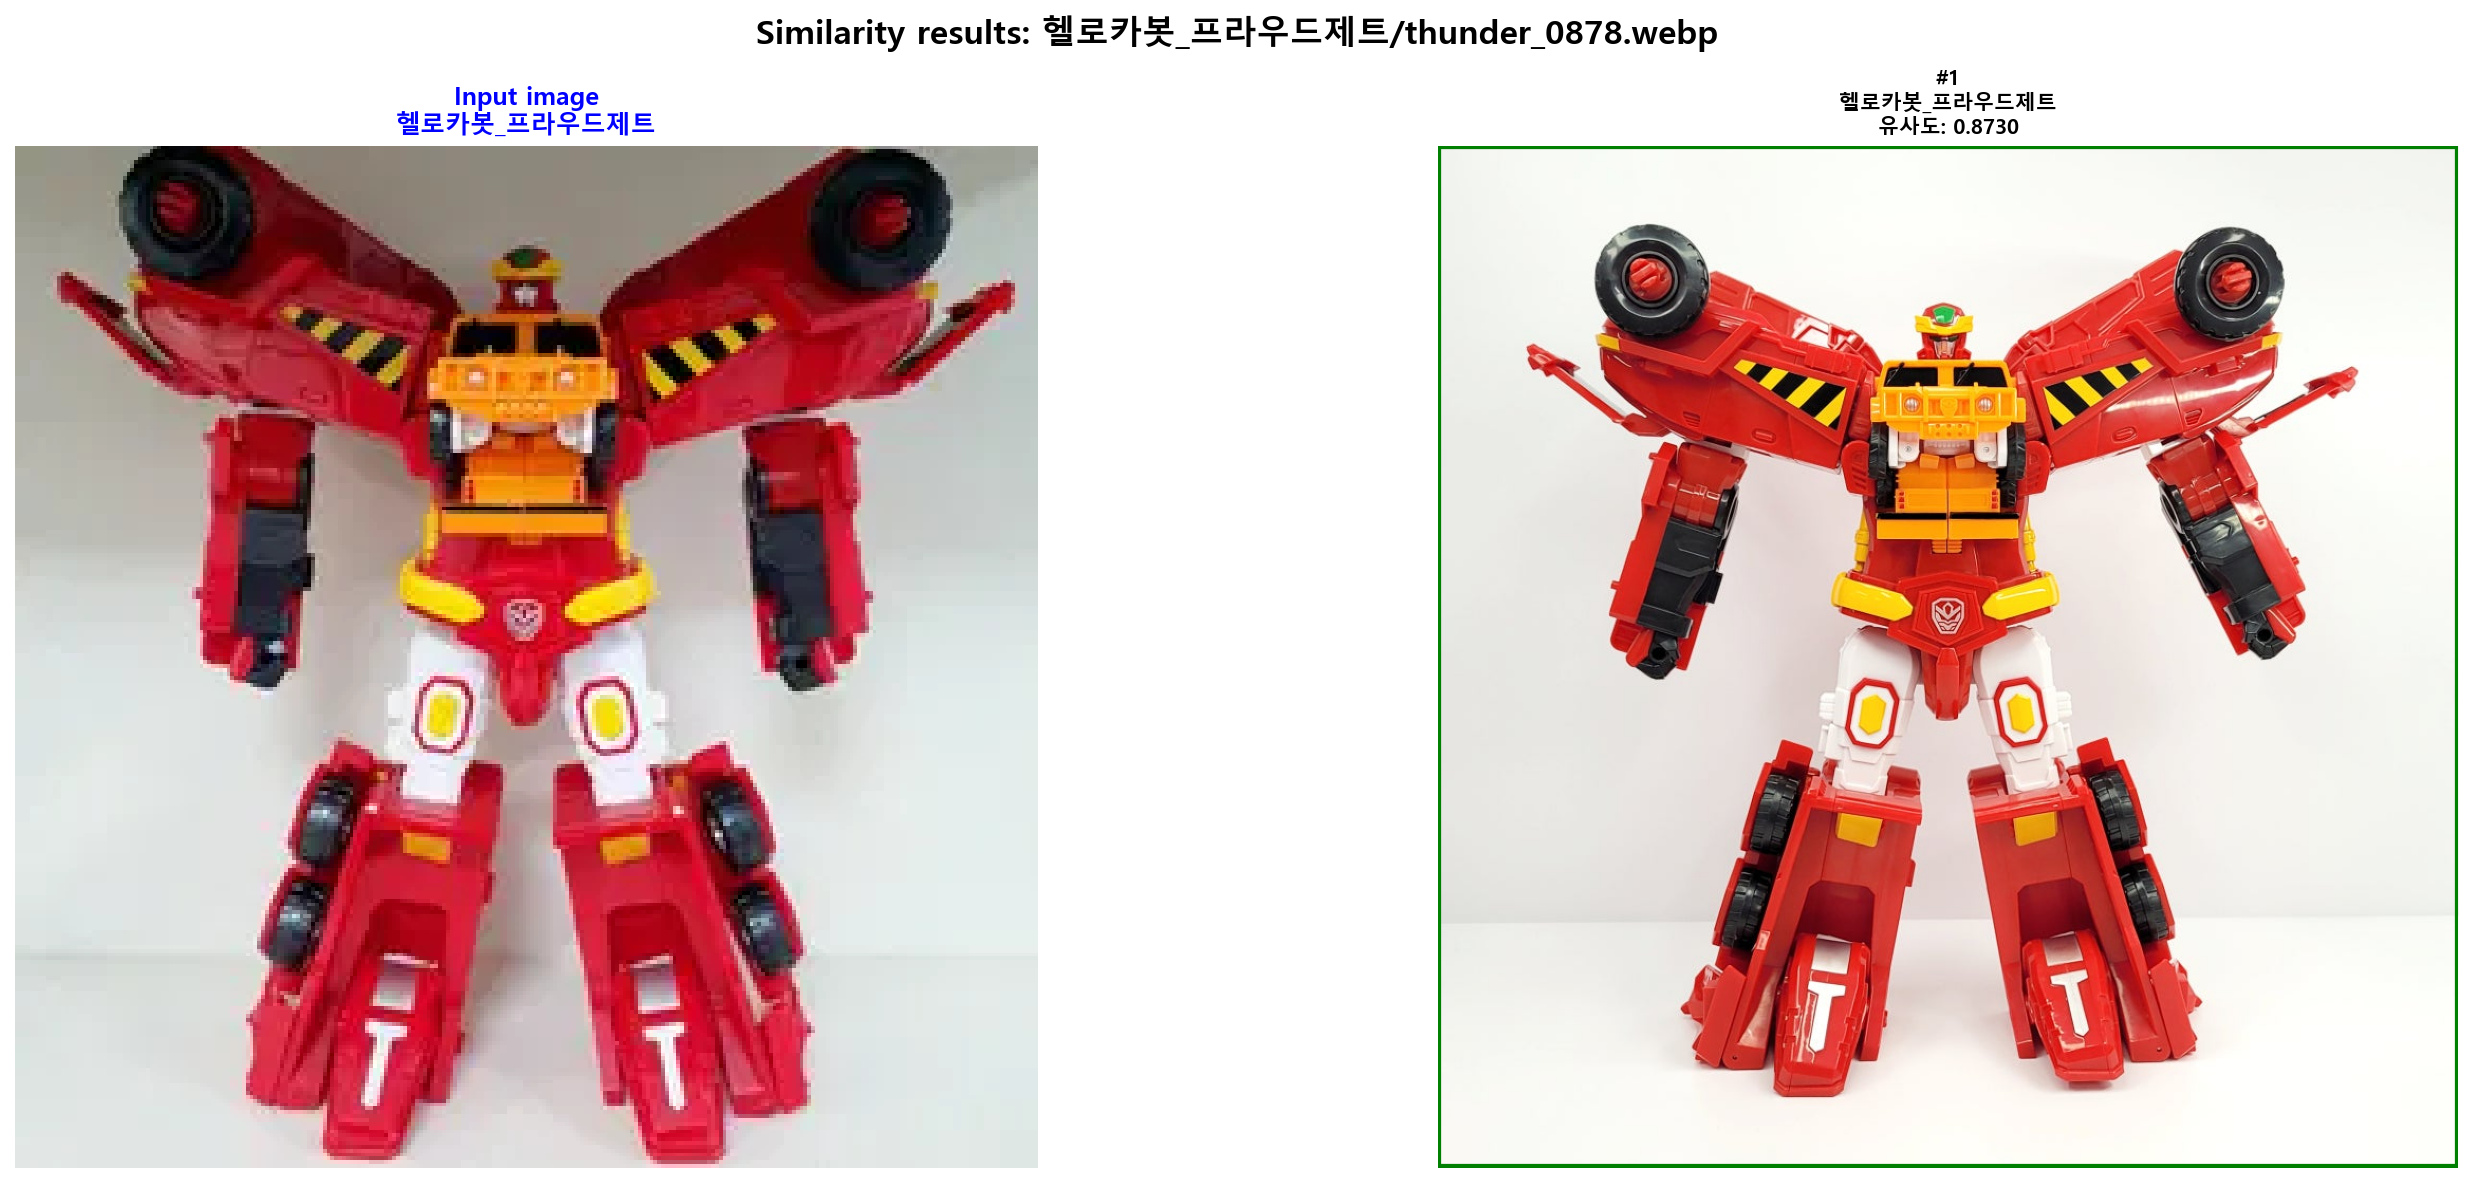 Similarity results: 헬로카봇_프라우드제트/thunder_0878.webp
Input image
헬로카봇_프라우드제트
#1
헬로카봇_프라우드제트
유사도: 0.8730